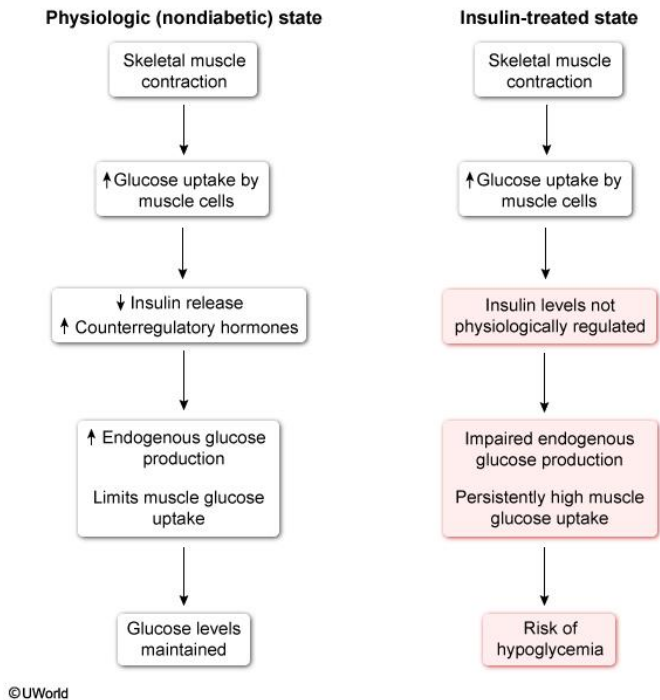 Physiologic (nondiabetic) state
Skeletal muscle
contraction
↑ Glucose uptake by
muscle cells
↓ Insulin release
↑ Counterregulatory hormones
↑ Endogenous glucose
production
Limits muscle glucose
uptake
Glucose levels
maintained
Insulin-treated state
Skeletal muscle
contraction
↑ Glucose uptake by
muscle cells
Insulin levels not
physiologically regulated
Impaired endogenous
glucose production
Persistently high muscle
glucose uptake
Risk of
hypoglycemia
©UWorld